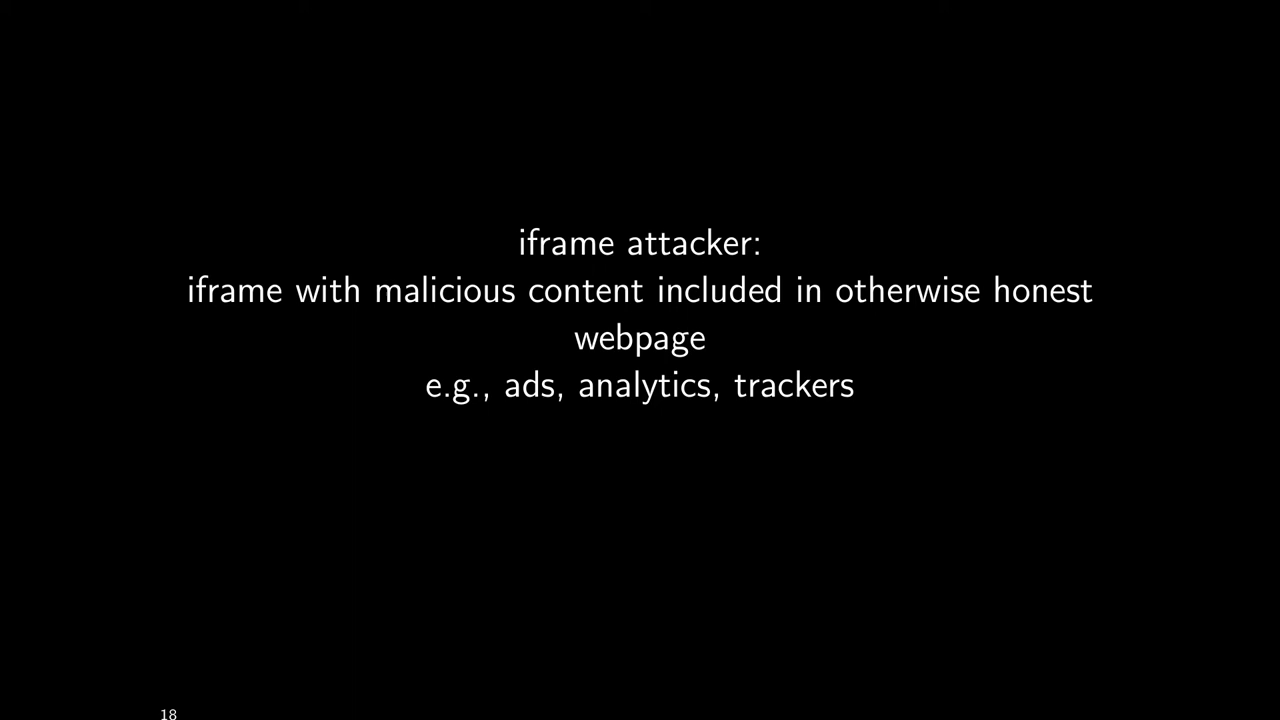 iframe attacker:
iframe with malicious content included in otherwise honest
webpage
e.g., ads, analytics, trackers
18